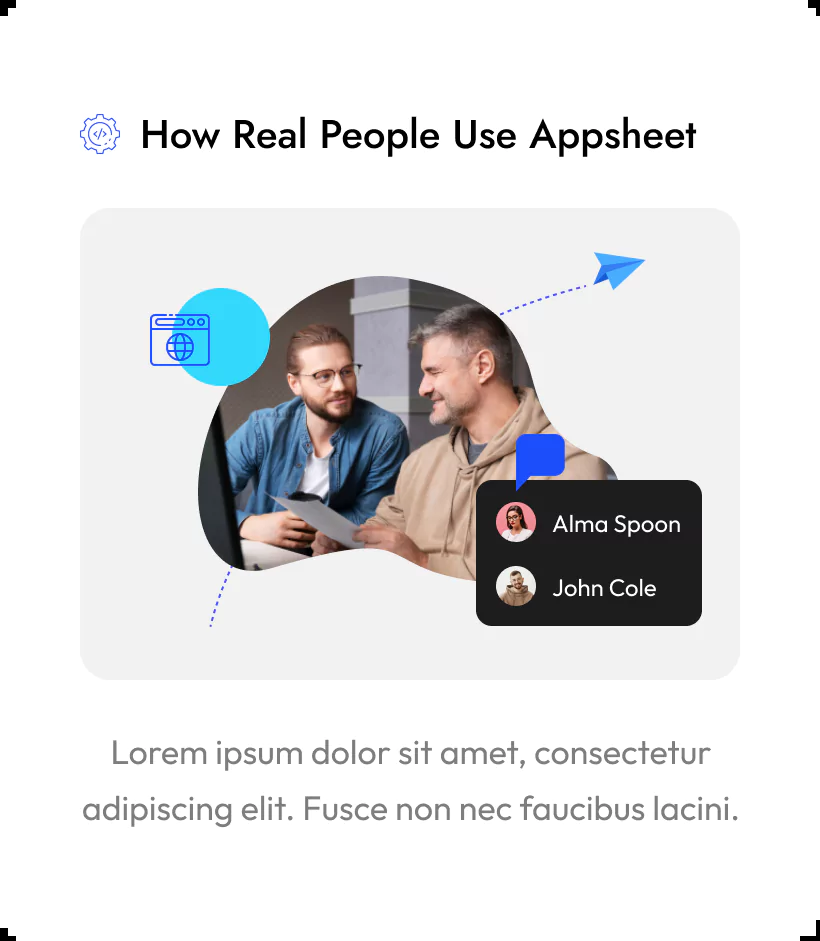 How Real People Use Appsheet
Alma Spoon
John Cole
Lorem ipsum dolor sit amet, consectetur
adipiscing elit. Fusce non nec faucibus lacini.